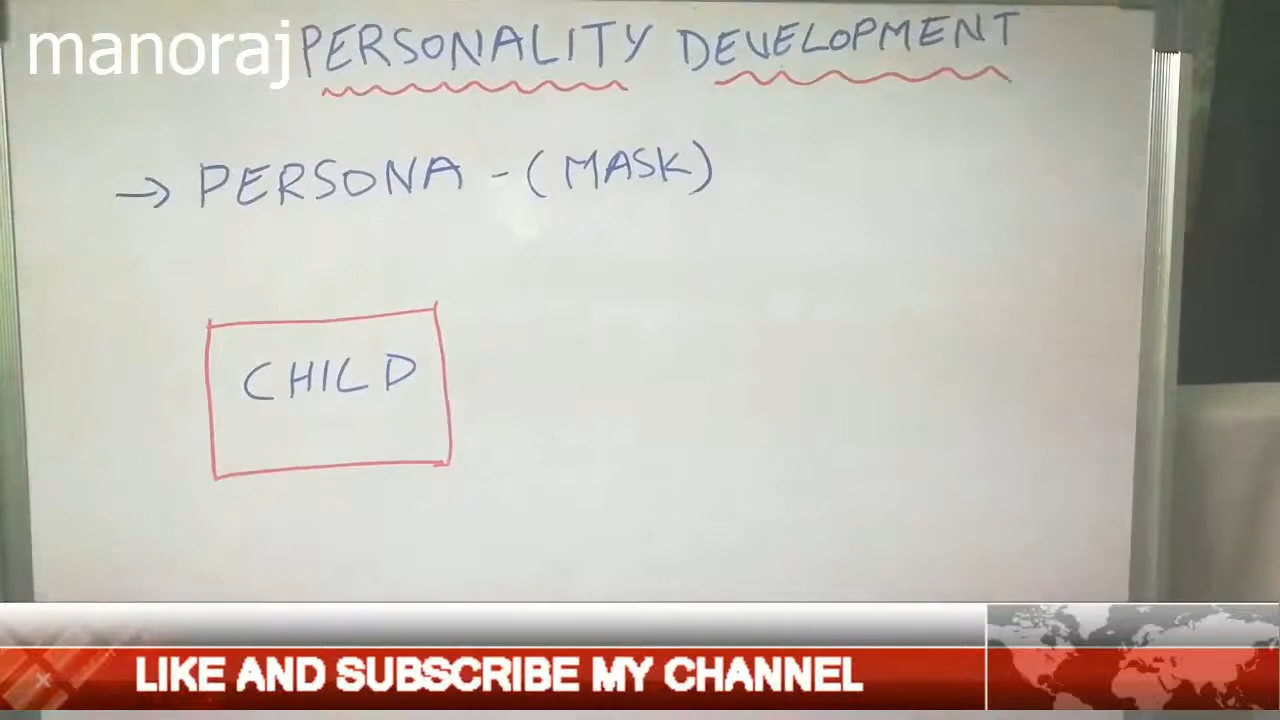 manoraj PERSONALITY DEVELOPMENT
→ PERSONA - (MASK)
CHILD
LIKE AND SUBSCRIBE MY CHANNEL